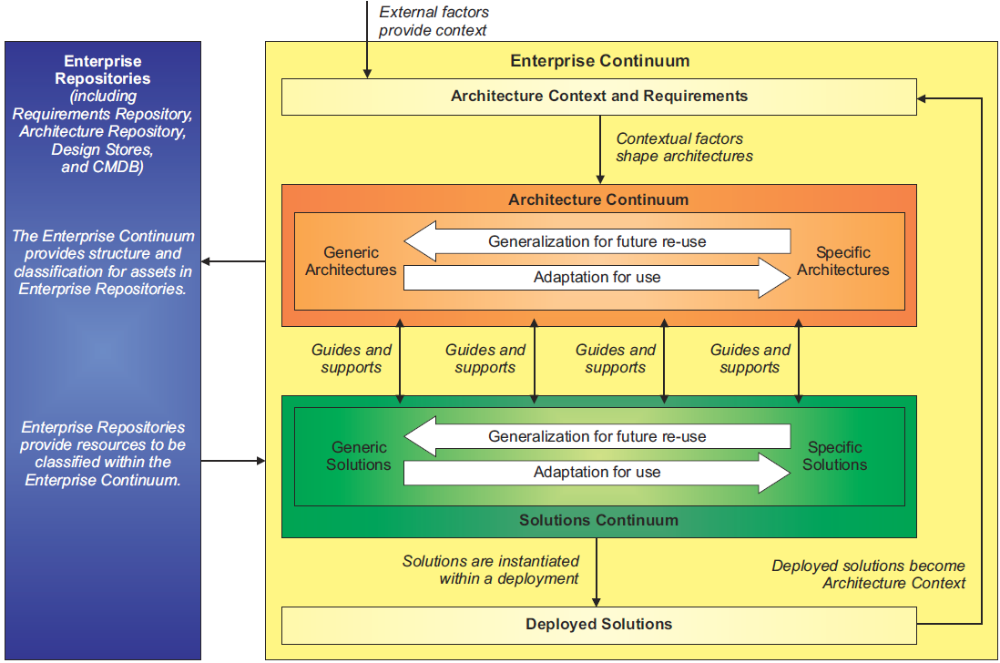 External factors
provide context
Enterprise
Repositories
(including
Requirements Repository,
Architecture Repository,
Design Stores,
and CMDB)
The Enterprise Continuum
provides structure and
classification for assets in
Enterprise Repositories.
Enterprise Repositories
provide resources to be
classified within the
Enterprise Continuum.
Enterprise Continuum
Architecture Context and Requirements
Contextual factors
shape architectures
Architecture Continuum
Generic
Architectures
Generalization for future re-use
Adaptation for use
Specific
Architectures
Guides and
supports
Guides and
supports
Guides and
supports
Guides and
supports
Generic
Solutions
Generalization for future re-use
Adaptation for use
Specific
Solutions
Solutions Continuum
Solutions are instantiated
within a deployment
Deployed solutions become
Architecture Context
Deployed Solutions